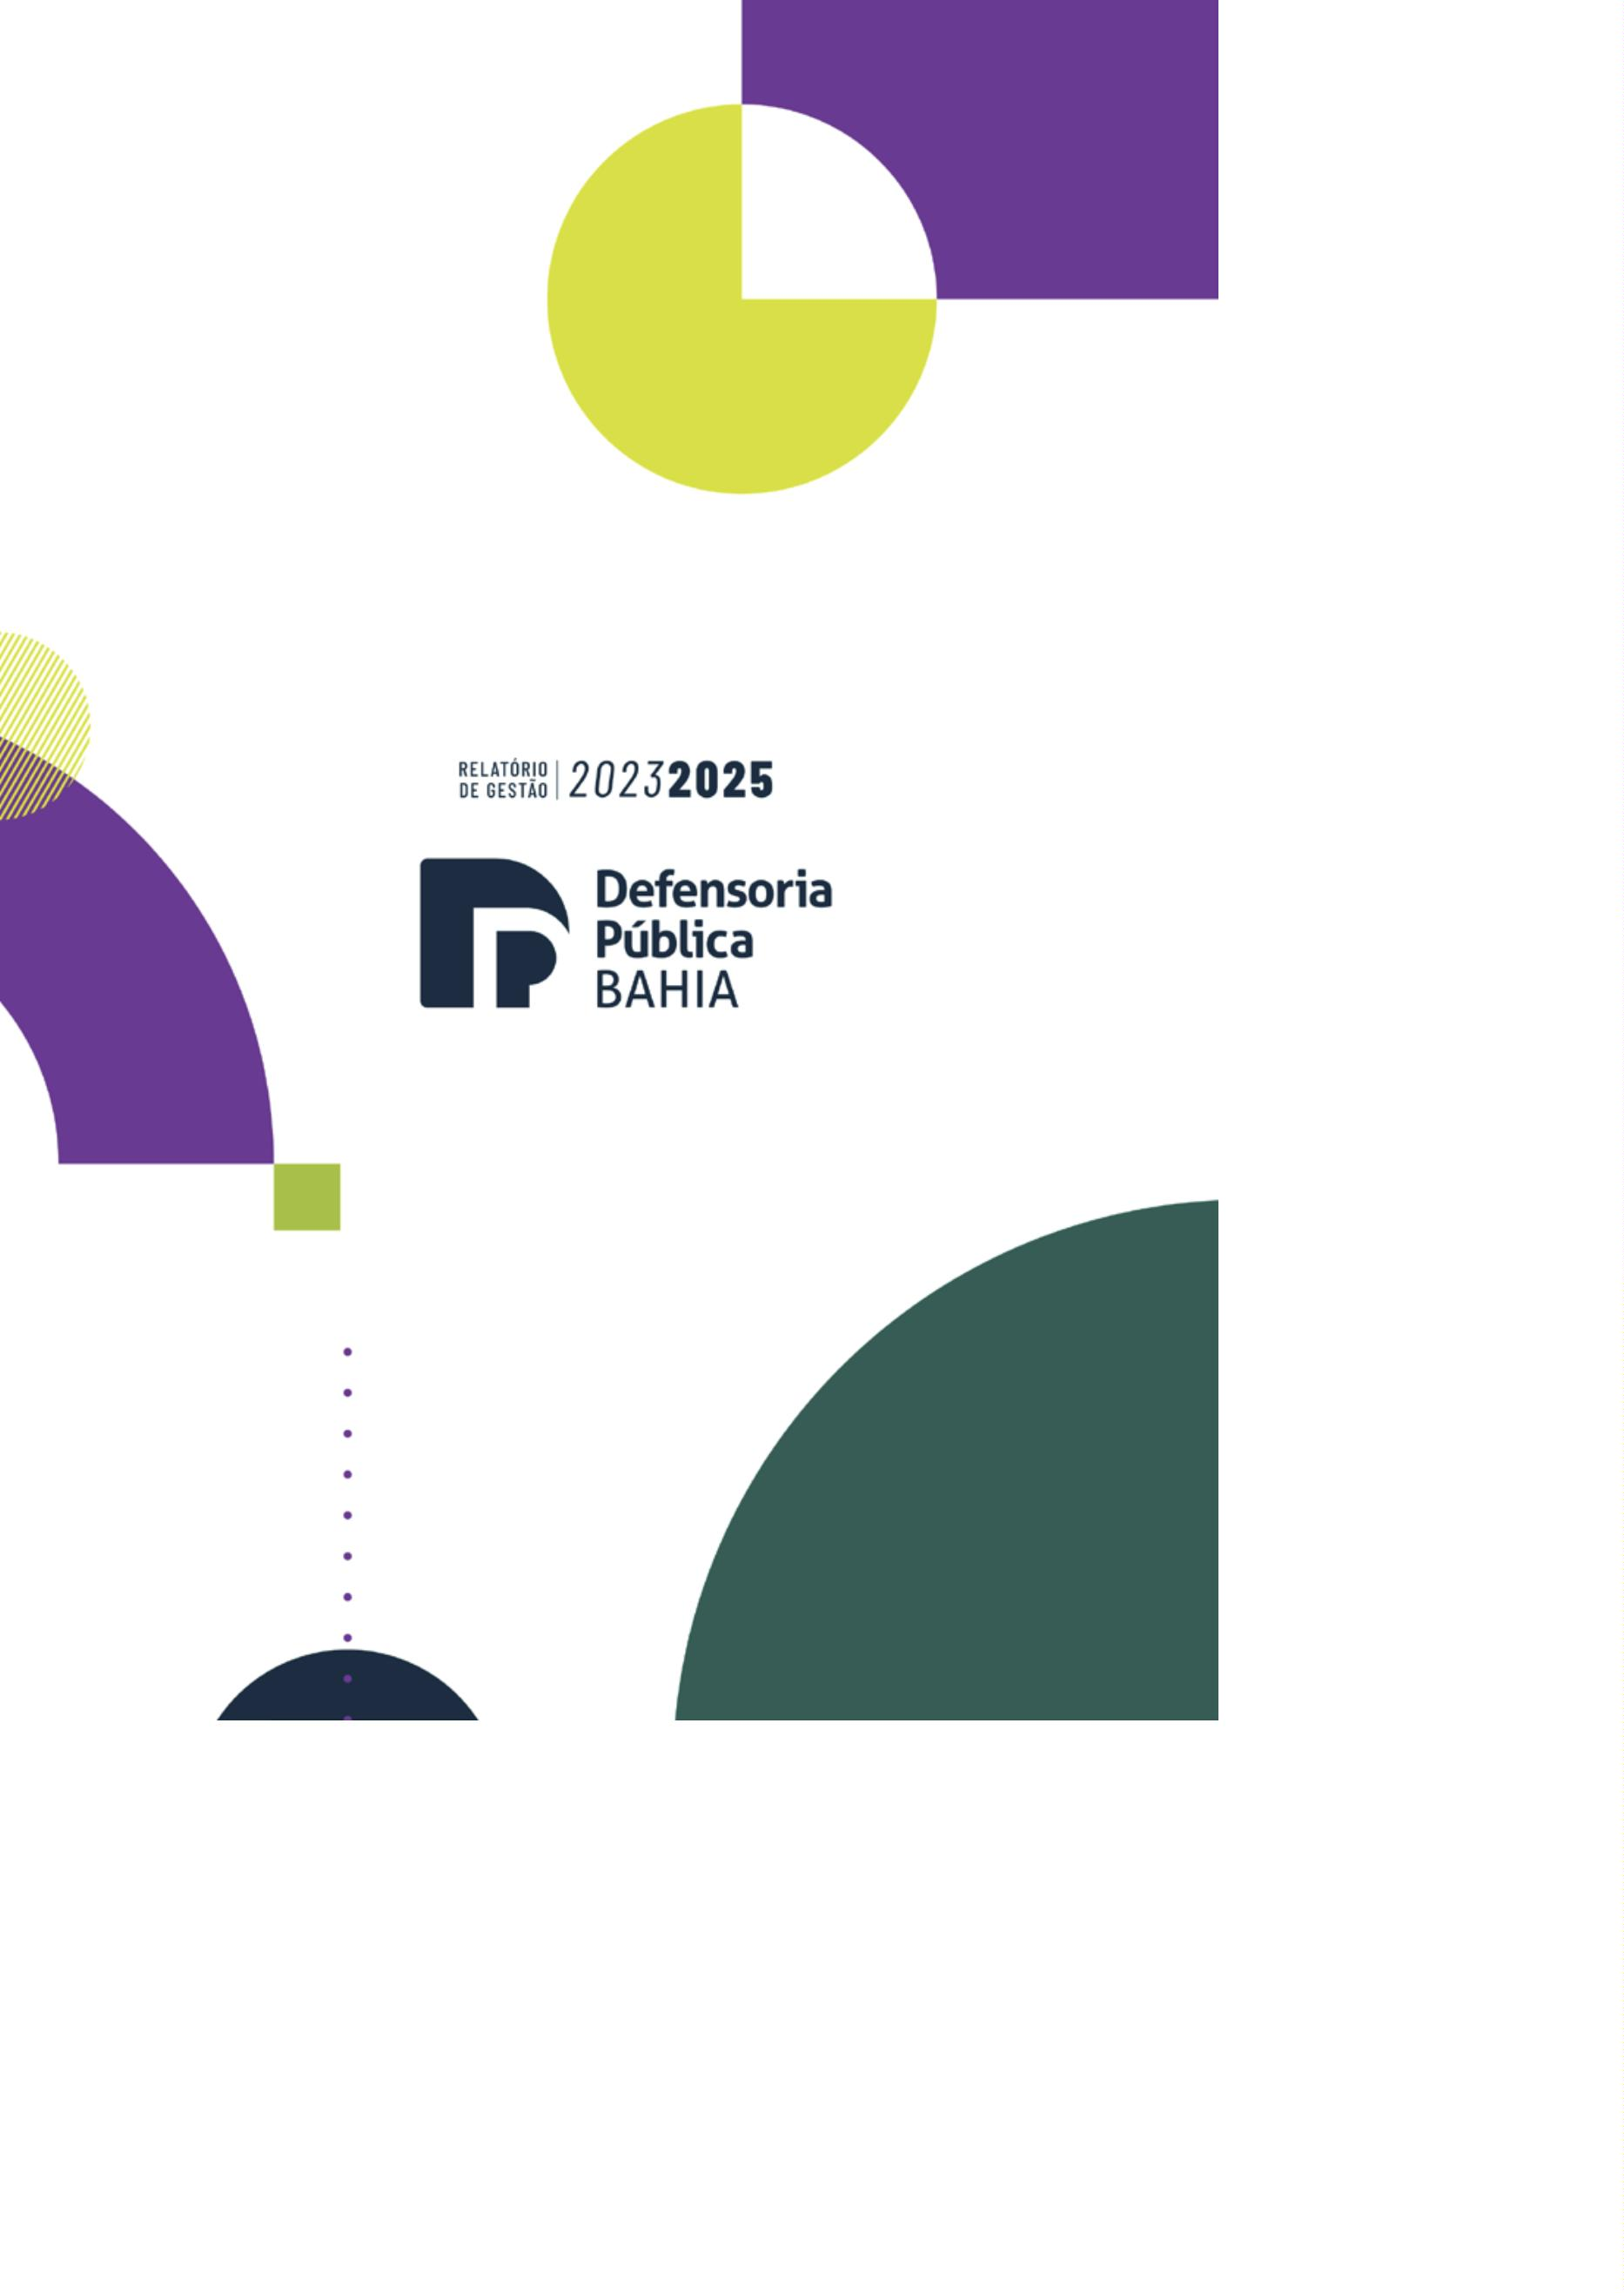 RELATÓRIO
DE GESTÃO
20232025
Defensoria
Pública
BAHIA